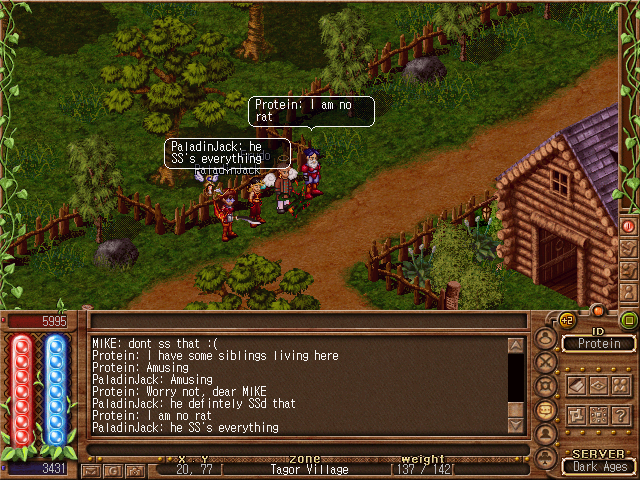 Protein: I am no
rat
PaladinJack: he
SS's everything
PaladinJack
5995
MIKE: dont ss that :(
Protein: I have some siblings living here
Protein: Amusing
PaladinJack: Amusing
Protein: Worry not, dear MIKE
PaladinJack: he defintely SSd that
Protein: I am no rat
PaladinJack: he SS's everything
3431
x y zone weight
20, 77 Tagor Village 137 / 142
+2
ID
Protein
SERVER
Dark Ages